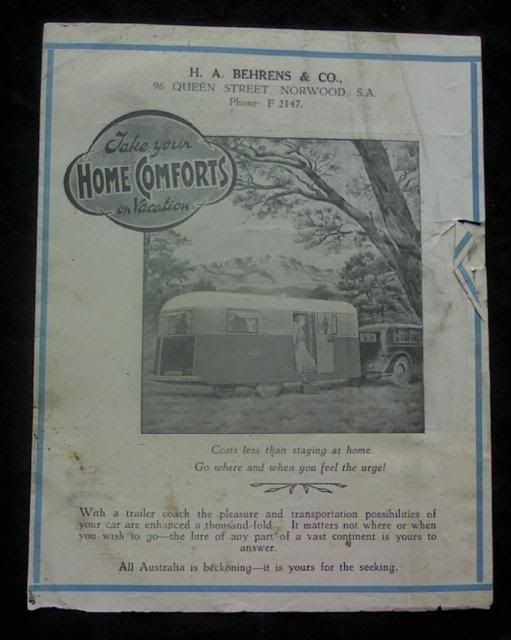 H. A. BEHRENS & CO.,
96 QUEEN STREET, NORWOOD, S.A.
Phone: F 2147.
Take your
HOME COMFORTS
on Vacation
Costs less than staying at home.
Go where and when you feel the urge!
With a trailer coach the pleasure and transportation possibilities of
your car are enhanced a thousand-fold. It matters not where or when
you wish to go—the lure of any part of a vast continent is yours to
answer.
All Australia is beckoning—it is yours for the seeking.